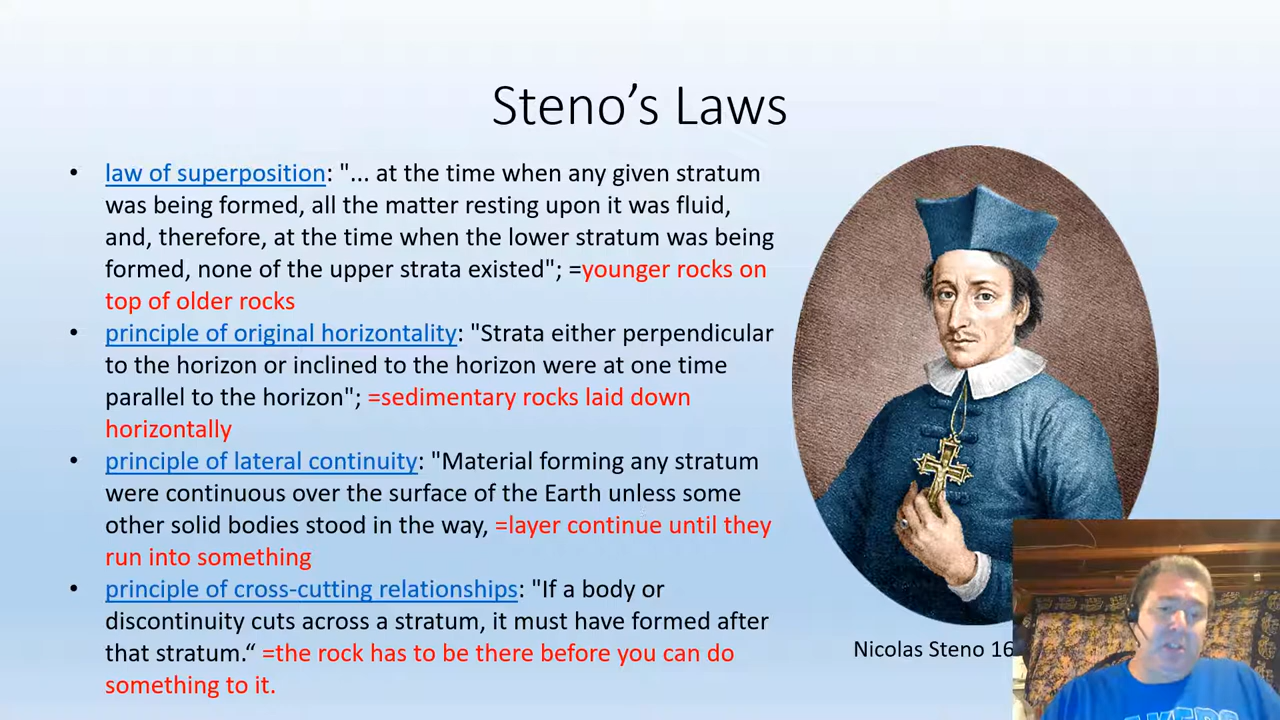 Steno’s Laws
• law of superposition: "... at the time when any given stratum
was being formed, all the matter resting upon it was fluid,
and, therefore, at the time when the lower stratum was being
formed, none of the upper strata existed"; =younger rocks on
top of older rocks
• principle of original horizontality: "Strata either perpendicular
to the horizon or inclined to the horizon were at one time
parallel to the horizon"; =sedimentary rocks laid down
horizontally
• principle of lateral continuity: "Material forming any stratum
were continuous over the surface of the Earth unless some
other solid bodies stood in the way, =layer continue until they
run into something
• principle of cross-cutting relationships: "If a body or
discontinuity cuts across a stratum, it must have formed after
that stratum.“ =the rock has to be there before you can do
something to it.
Nicolas Steno 16